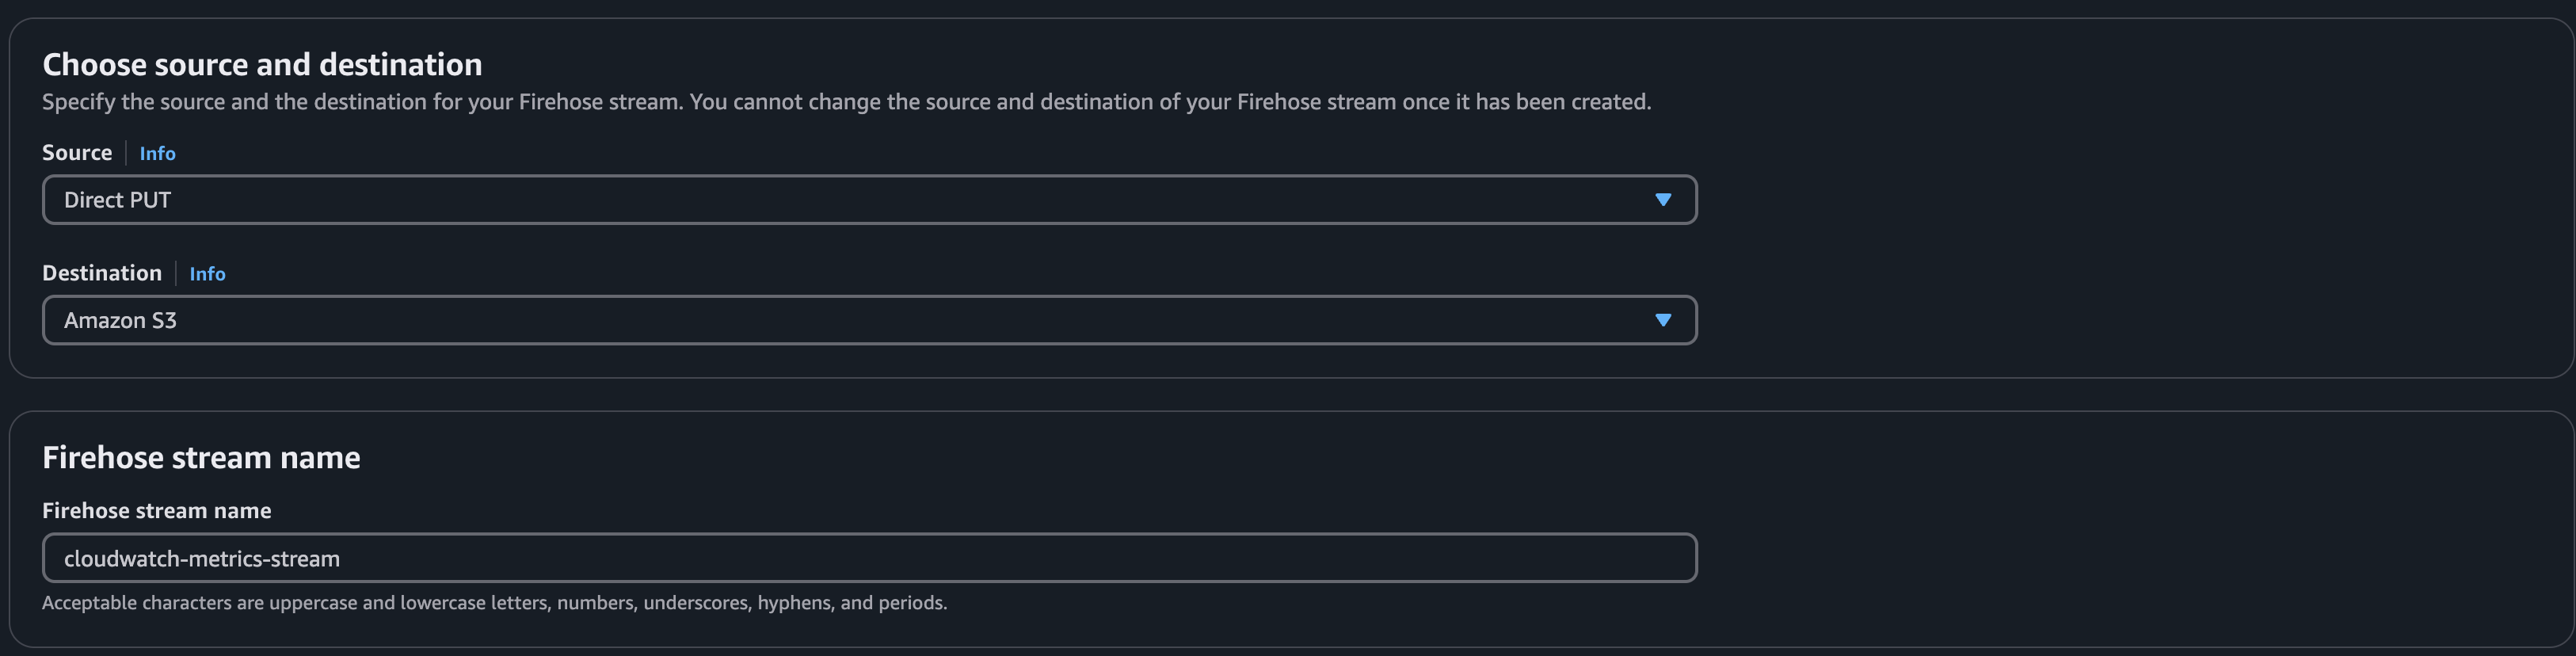 Choose source and destination
Specify the source and the destination for your Firehose stream. You cannot change the source and destination of your Firehose stream once it has been created.
Source Info
Direct PUT
Destination Info
Amazon S3
Firehose stream name
Firehose stream name
cloudwatch-metrics-stream
Acceptable characters are uppercase and lowercase letters, numbers, underscores, hyphens, and periods.